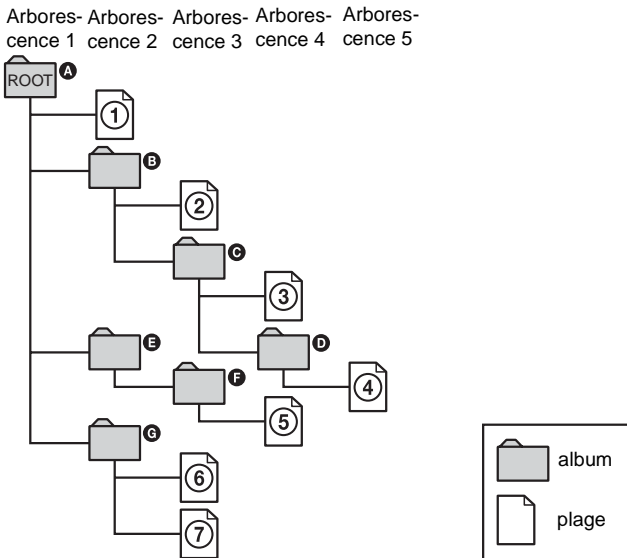 Arbores- Arbores- Arbores- Arbores- Arbores-
cence 1 cence 2 cence 3 cence 4 cence 5
ROOT A
1
B
2
C
3
E D
F 4
5
G
6
album
7 plage